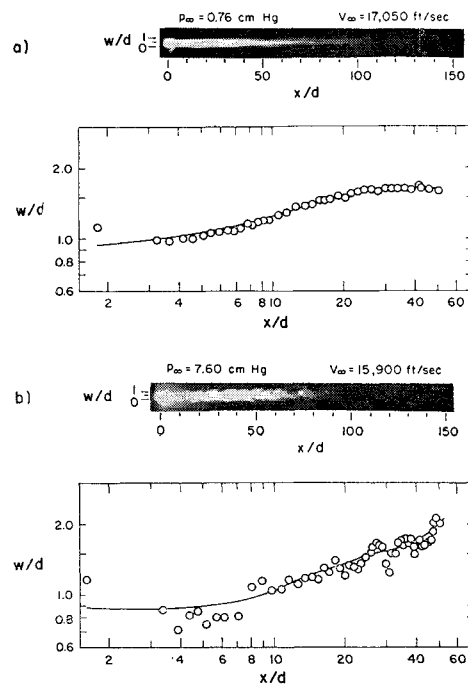 p∞ = 0.76 cm Hg V∞ = 17,050 ft/sec
a)
w/d 1
0
0 50 100 150
x/d
w/d
2.0
1.0
0.8
0.6
2 4 6 8 10 20 40 60
x/d
p∞ = 7.60 cm Hg V∞ = 15,900 ft/sec
b)
w/d 1
0
0 50 100 150
x/d
w/d
2.0
1.0
0.8
0.6
2 4 6 8 10 20 40 60
x/d